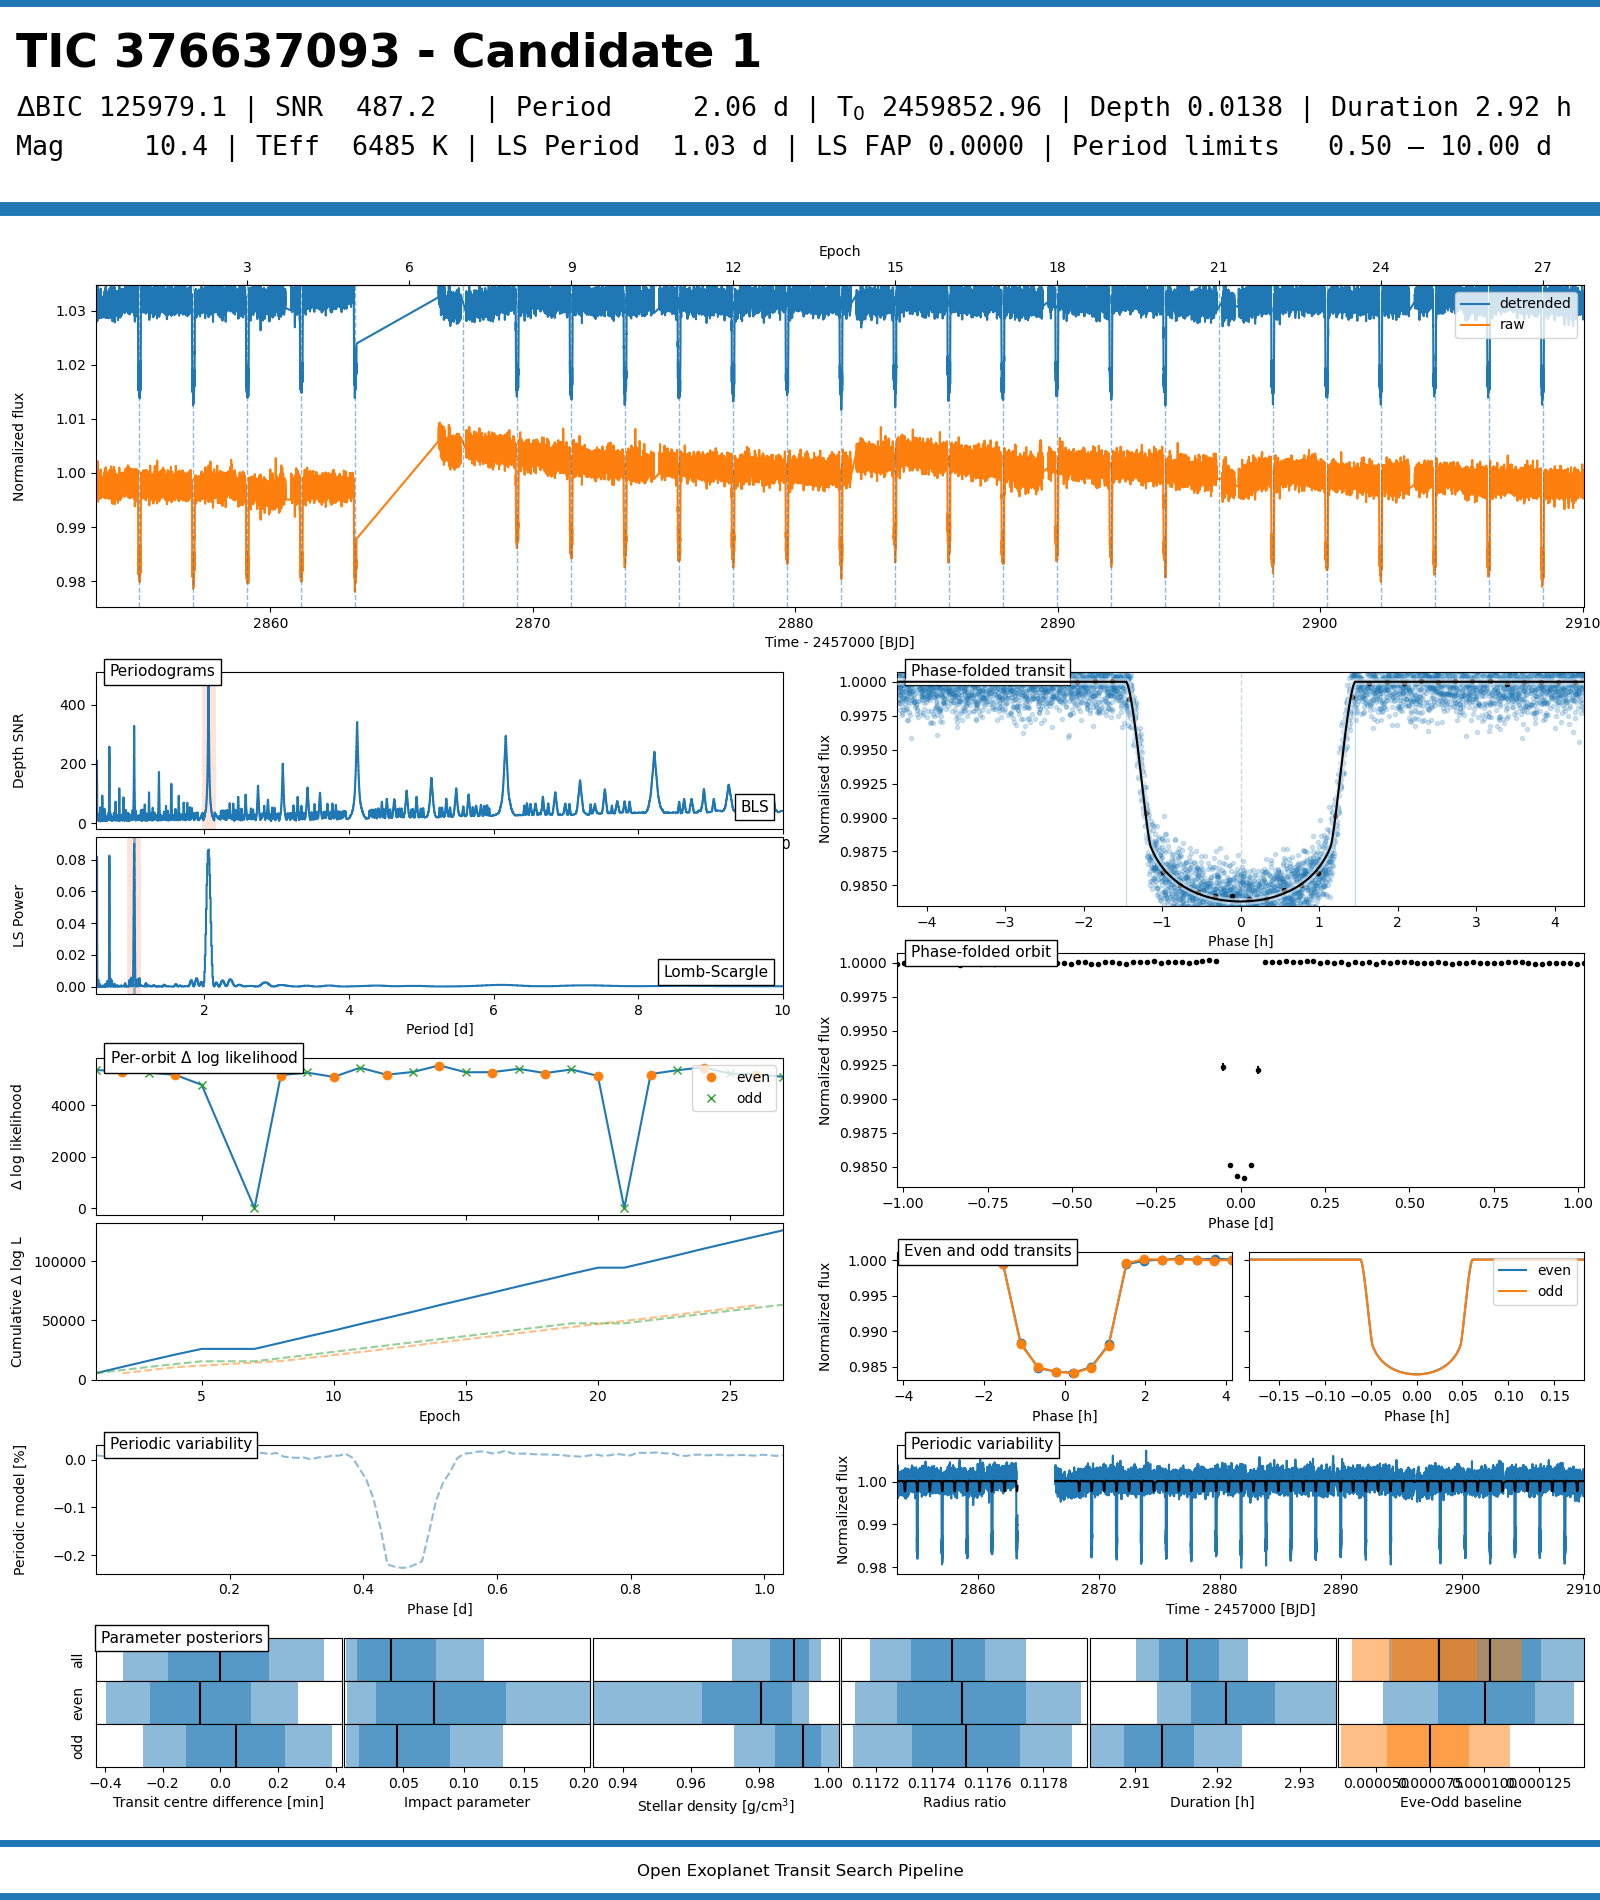 TIC 376637093 - Candidate 1
ΔBIC 125979.1 | SNR 487.2 | Period 2.06 d | T₀ 2459852.96 | Depth 0.0138 | Duration 2.92 h
Mag 10.4 | TEff 6485 K | LS Period 1.03 d | LS FAP 0.0000 | Period limits 0.50 — 10.00 d
Epoch
3 6 9 12 15 18 21 24 27
detrended
raw
1.03
1.02
1.01
1.00
0.99
0.98
Normalized flux
2860 2870 2880 2890 2900 2910
Time - 2457000 [BJD]
Periodograms
400
200
0
Depth SNR
BLS
0.08
0.06
0.04
0.02
0.00
LS Power
Lomb-Scargle
2 4 6 8 10
Period [d]
Phase-folded transit
1.0000
0.9975
0.9950
0.9925
0.9900
0.9875
0.9850
Normalised flux
−4 −3 −2 −1 0 1 2 3 4
Phase [h]
Phase-folded orbit
1.0000
0.9975
0.9950
0.9925
0.9900
0.9875
0.9850
Normalized flux
−1.00 −0.75 −0.50 −0.25 0.00 0.25 0.50 0.75 1.00
Phase [d]
Per-orbit Δ log likelihood
even
odd
4000
2000
0
Δ log likelihood
100000
50000
0
Cumulative Δ log L
5 10 15 20 25
Epoch
Even and odd transits
1.000
0.995
0.990
0.985
Normalized flux
−4 −2 0 2 4
Phase [h]
even
odd
−0.15 −0.10 −0.05 0.00 0.05 0.10 0.15
Phase [h]
Periodic variability
0.0
−0.1
−0.2
Periodic model [%]
0.2 0.4 0.6 0.8 1.0
Phase [d]
Periodic variability
1.00
0.99
0.98
Normalized flux
2860 2870 2880 2890 2900 2910
Time - 2457000 [BJD]
Parameter posteriors
all
even
odd
−0.4 −0.2 0.0 0.2 0.4
Transit centre difference [min]
0.05 0.10 0.15 0.20
Impact parameter
0.94 0.96 0.98 1.00
Stellar density [g/cm³]
0.1172 0.1174 0.1176 0.1178
Radius ratio
2.91 2.92 2.93
Duration [h]
0.000050 0.000075 0.000100 0.000125
Eve-Odd baseline
Open Exoplanet Transit Search Pipeline